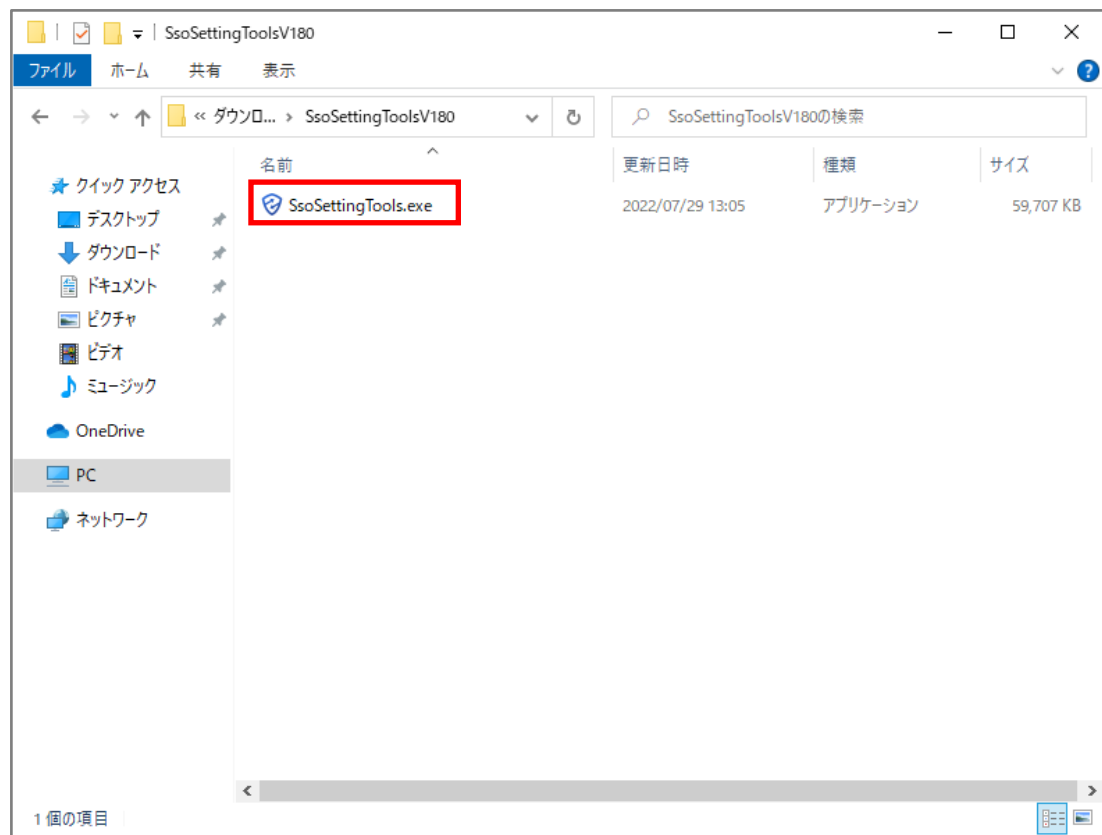 SsoSettingToolsV180
ファイル ホーム 共有 表示
« ダウンロ... › SsoSettingToolsV180 SsoSettingToolsV180の検索
名前 更新日時 種類 サイズ
SsoSettingTools.exe 2022/07/29 13:05 アプリケーション 59,707 KB
クイック アクセス
デスクトップ
ダウンロード
ドキュメント
ピクチャ
ビデオ
ミュージック
OneDrive
PC
ネットワーク
1 個の項目